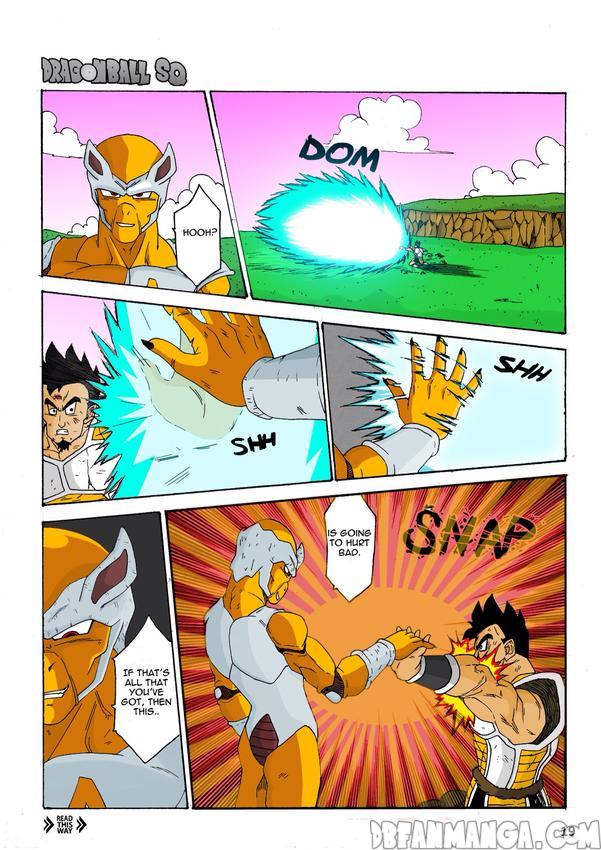 DRAGONBALL SQ
HOOH?
DOM
SHH
SHH
IF THAT'S
ALL THAT
YOU'VE
GOT, THEN
THIS..
IS GOING
TO HURT
BAD.
SNAP
A
A
READ
THIS
WAY
19
DBFANMANGA.COM